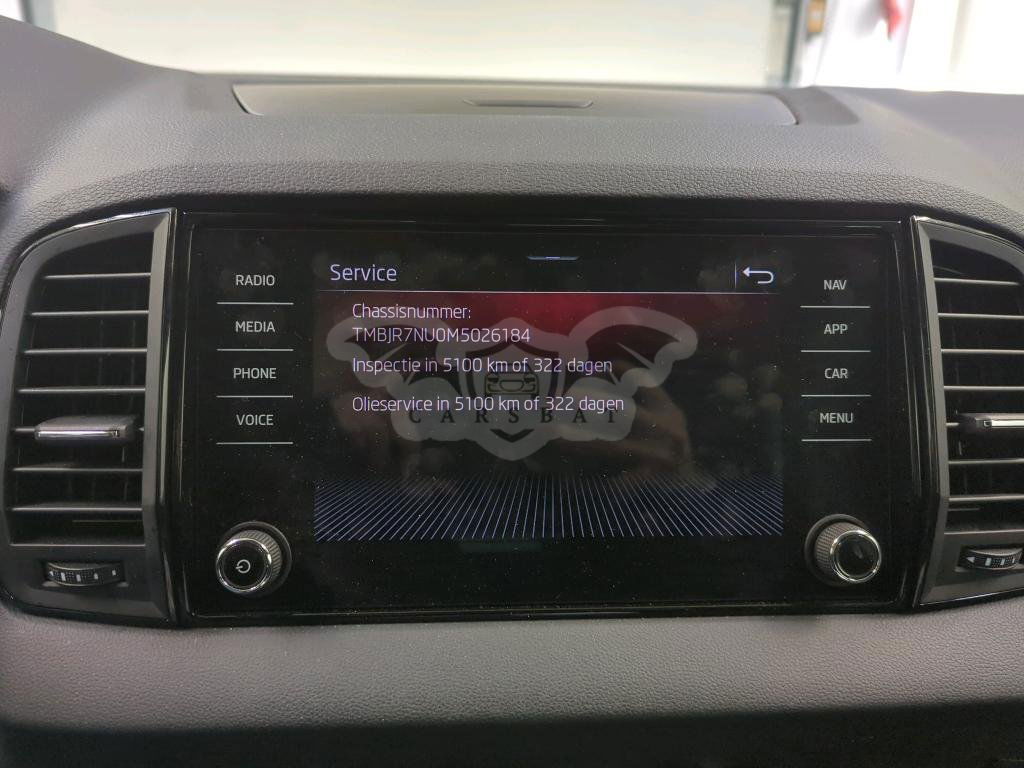 Service
RADIO
MEDIA
PHONE
VOICE
Chassisnummer:
TMBJR7NU0M5026184
Inspectie in 5100 km of 322 dagen
Olieservice in 5100 km of 322 dagen
CARSBAT
NAV
APP
CAR
MENU